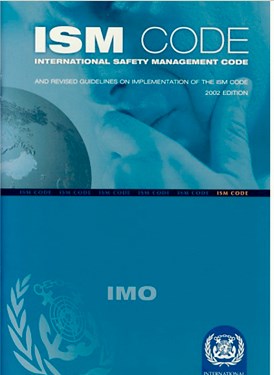 ISM CODE
INTERNATIONAL SAFETY MANAGEMENT CODE
AND REVISED GUIDELINES ON IMPLEMENTATION OF THE ISM CODE
2002 EDITION
ISM CODE ISM CODE ISM CODE ISM CODE ISM CODE ISM CODE
IMO
INTERNATIONAL